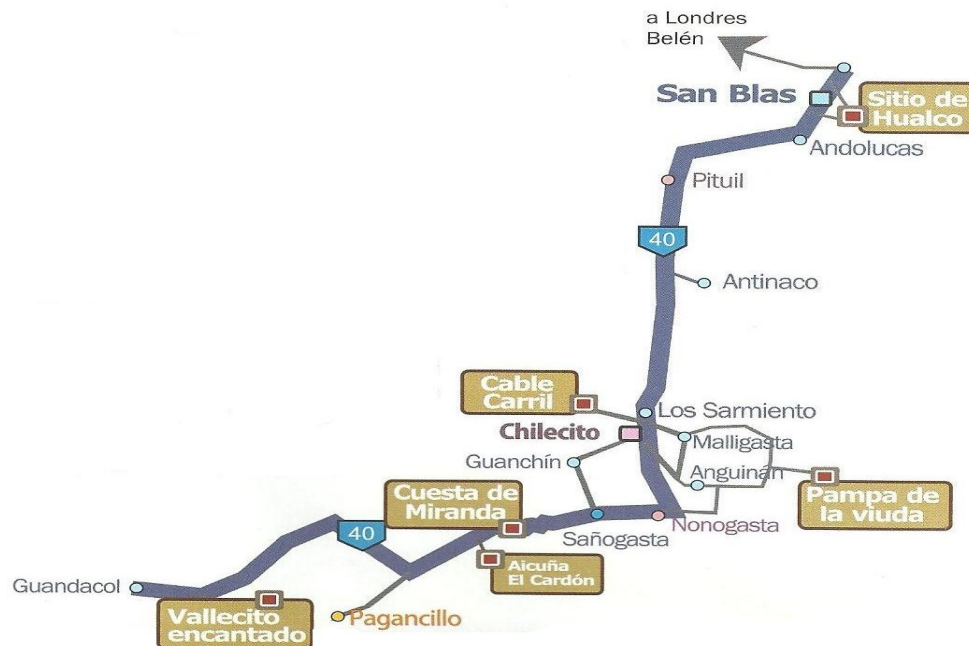 a Londres
Belén
San Blas
Sitio de
Hualco
Andolucas
Pituil
40
Antinaco
Cable
Carril
Los Sarmiento
Chilecito
Malligasta
Guanchín
Anguinán
Cuesta de
Miranda
Pampa de
la viuda
40
Nonogasta
Sañogasta
Aicuña
El Cardón
Guandacol
Vallecito
encantado
Pagancillo